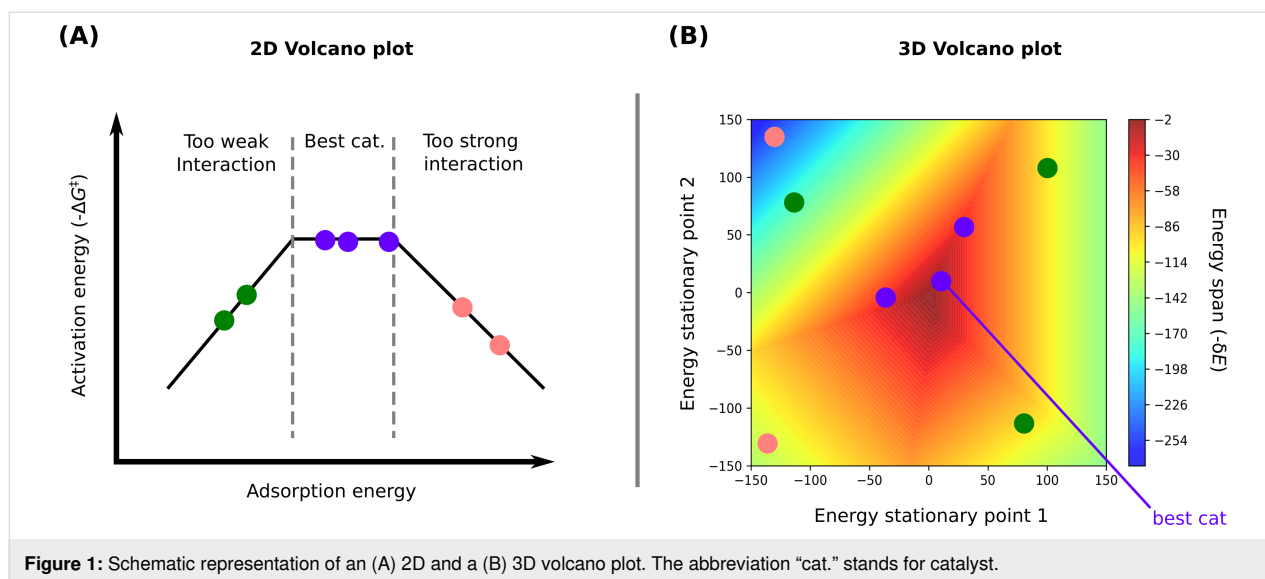 (A)
2D Volcano plot
Too weak
Interaction
Best cat.
Too strong
interaction
Activation energy (-ΔG‡)
Adsorption energy
(B)
3D Volcano plot
150
100
50
0
−50
−100
−150
−150
−100
−50
0
50
100
150
Energy stationary point 2
Energy stationary point 1
−2
−30
−58
−86
−114
−142
−170
−198
−226
−254
Energy span (-δE)
best cat
Figure 1: Schematic representation of an (A) 2D and a (B) 3D volcano plot. The abbreviation “cat.” stands for catalyst.